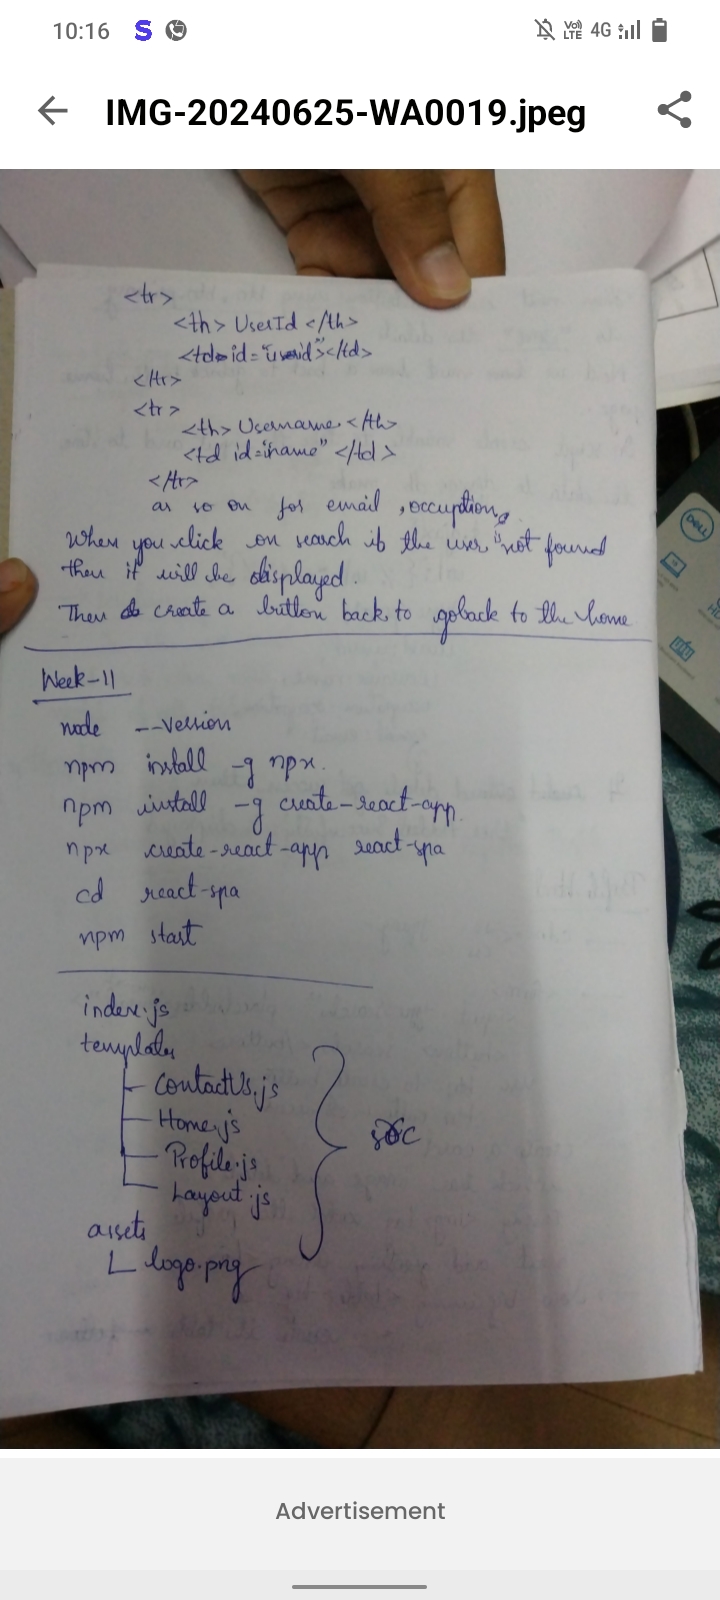 10:16
S
Vo))
LTE
4G
IMG-20240625-WA0019.jpeg
<tr>
<th> UserId </th>
<td id="userid"></td>
</tr>
<tr>
<th> Username </th>
<td id="name" </td>
</tr>
as so on for email , occuption
When you click on search if the user is not found
then it will be displayed.
Then create a button back to goback to the home
Week-11
node --version
npm install -g npx.
npm install -g create-react-app.
npx create-react-app react-spa
cd react-spa
npm start
index.js
templates
ContactUs.js
Home.js
Profile.js
Layout.js
src
assets
logo.png
DELL
Advertisement